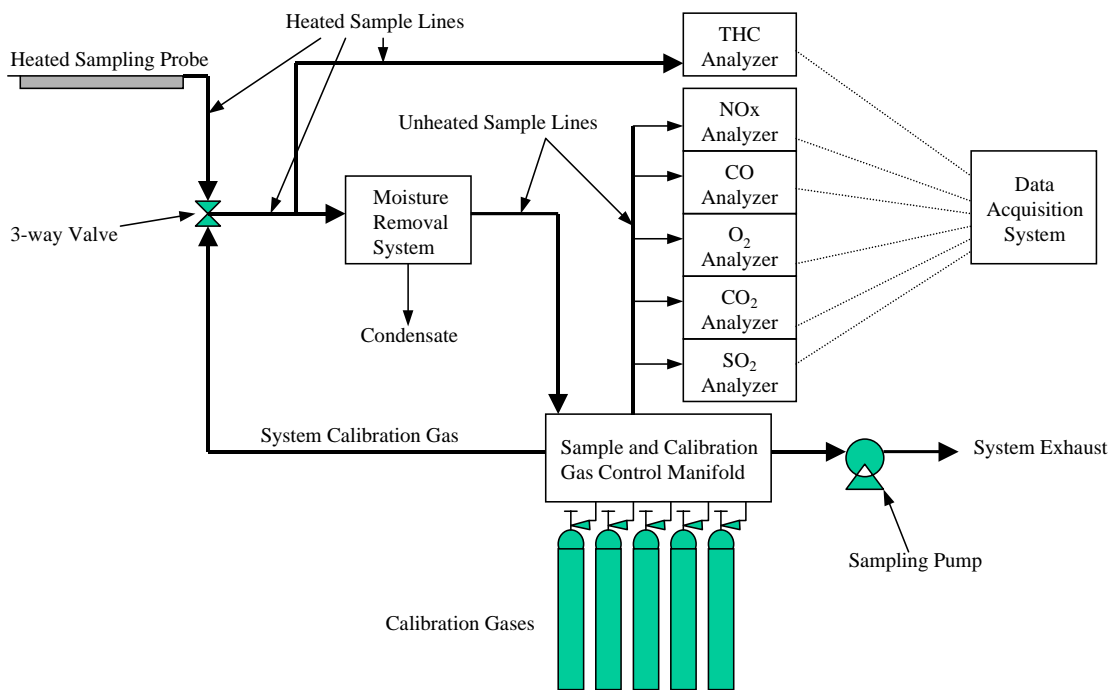 Heated Sample Lines
Heated Sampling Probe
THC
Analyzer
Unheated Sample Lines
NOx
Analyzer
CO
Analyzer
O2
Analyzer
CO2
Analyzer
SO2
Analyzer
Data
Acquisition
System
3-way Valve
Moisture
Removal
System
Condensate
System Calibration Gas
Sample and Calibration
Gas Control Manifold
System Exhaust
Sampling Pump
Calibration Gases